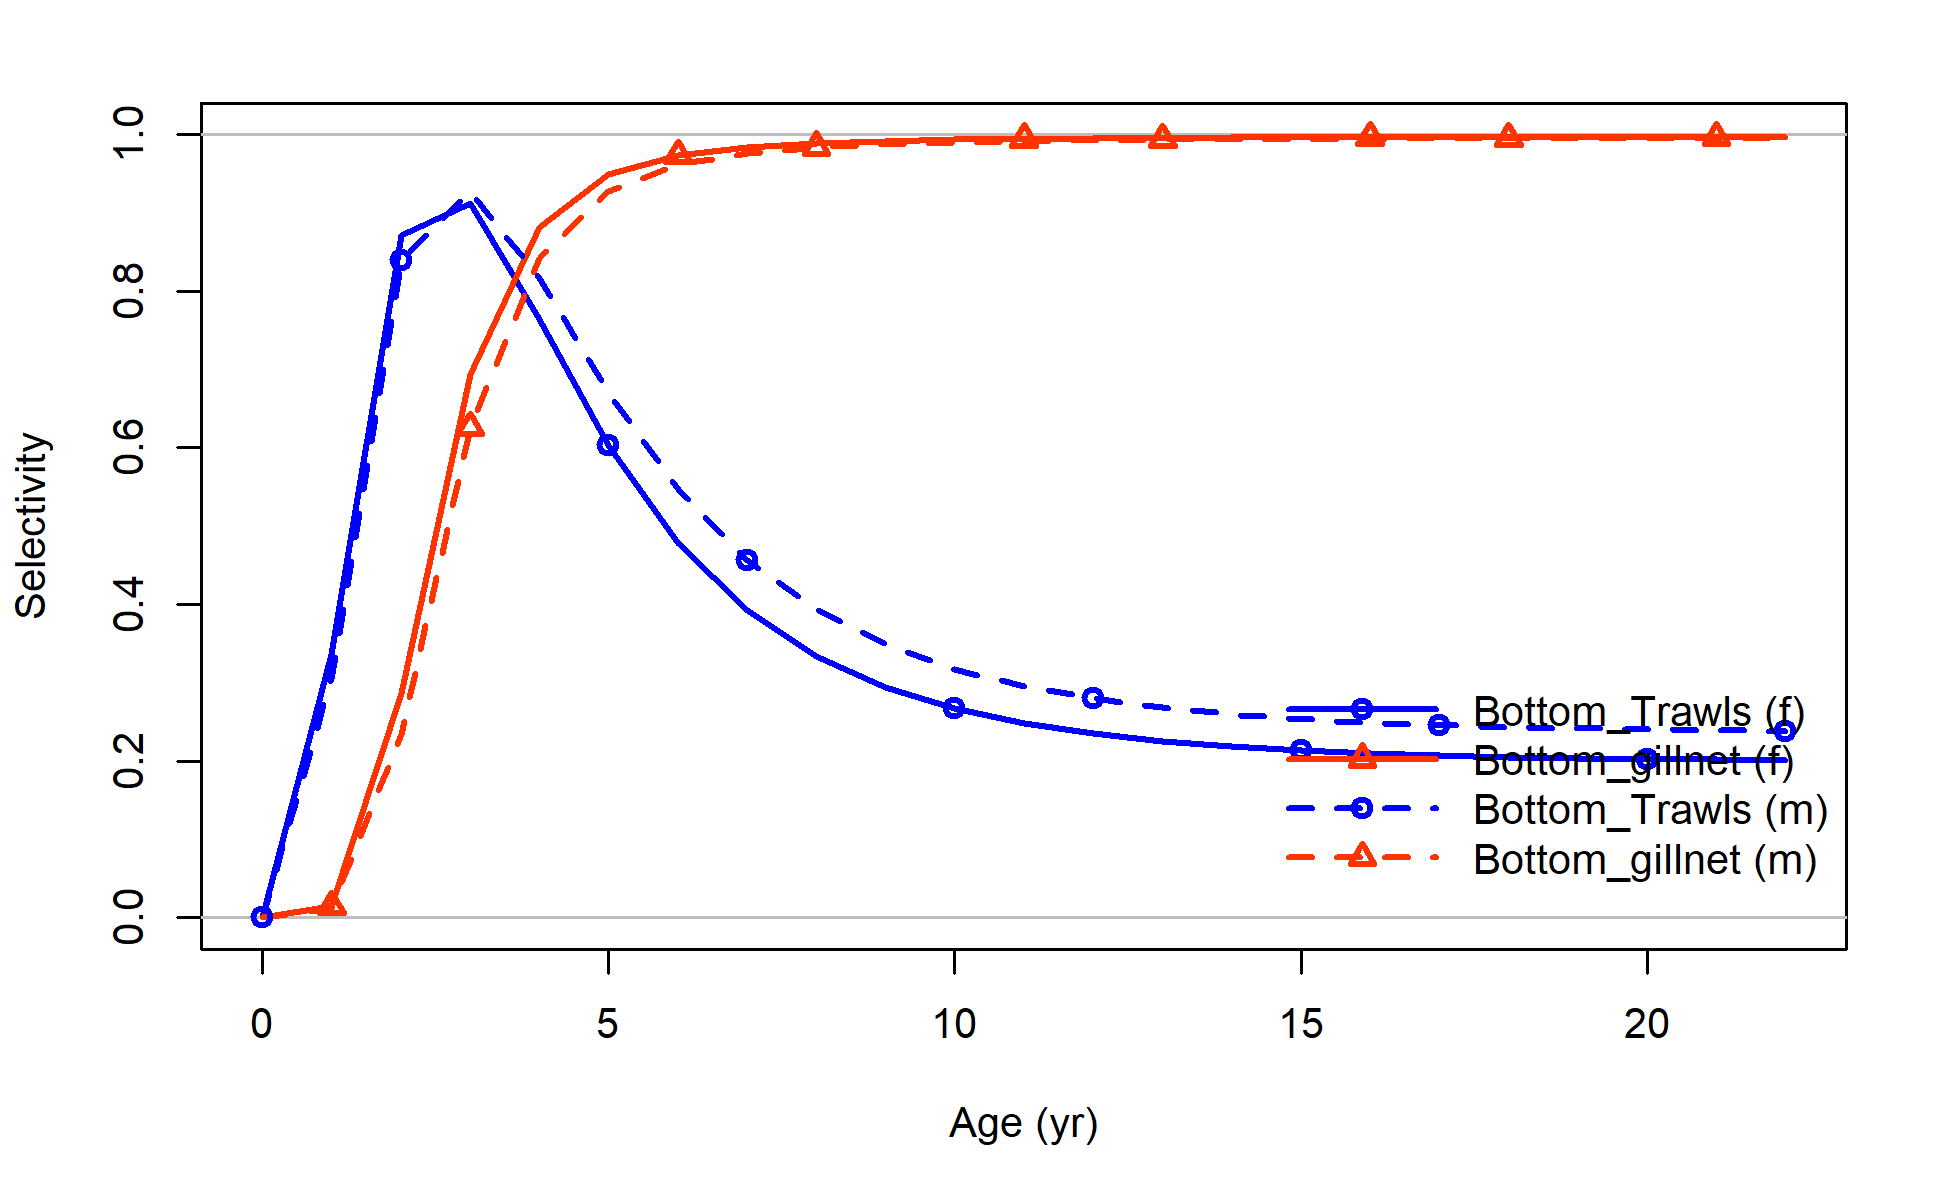 1.0
0.8
0.6
0.4
0.2
0.0
Selectivity
Bottom_Trawls (f)
Bottom_gillnet (f)
Bottom_Trawls (m)
Bottom_gillnet (m)
0 5 10 15 20
Age (yr)